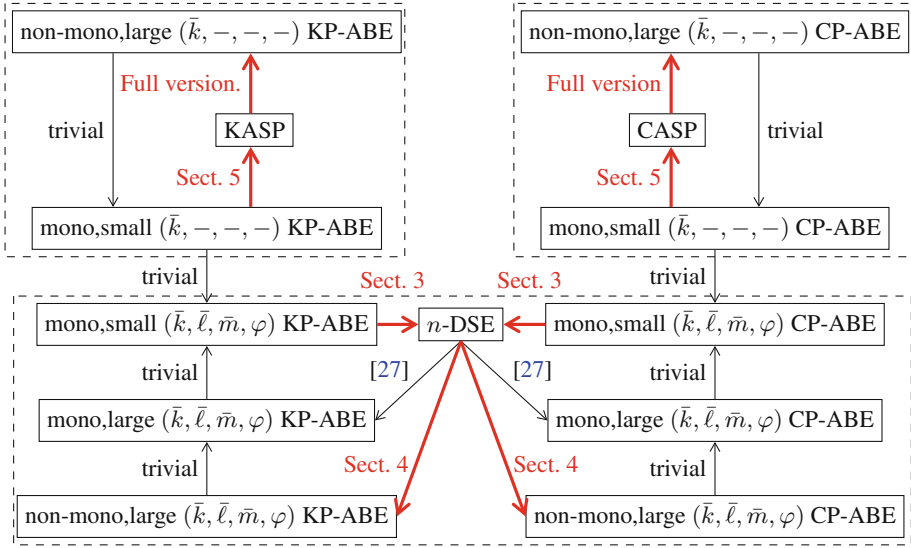 non-mono,large (k̄, −, −, −) KP-ABE
non-mono,large (k̄, −, −, −) CP-ABE
Full version.
Full version
trivial
KASP
CASP
trivial
Sect. 5
Sect. 5
mono,small (k̄, −, −, −) KP-ABE
mono,small (k̄, −, −, −) CP-ABE
trivial
Sect. 3
Sect. 3
trivial
mono,small (k̄, ℓ̄, m̄, φ) KP-ABE
n-DSE
mono,small (k̄, ℓ̄, m̄, φ) CP-ABE
trivial
[27]
[27]
trivial
mono,large (k̄, ℓ̄, m̄, φ) KP-ABE
mono,large (k̄, ℓ̄, m̄, φ) CP-ABE
trivial
Sect. 4
Sect. 4
trivial
non-mono,large (k̄, ℓ̄, m̄, φ) KP-ABE
non-mono,large (k̄, ℓ̄, m̄, φ) CP-ABE